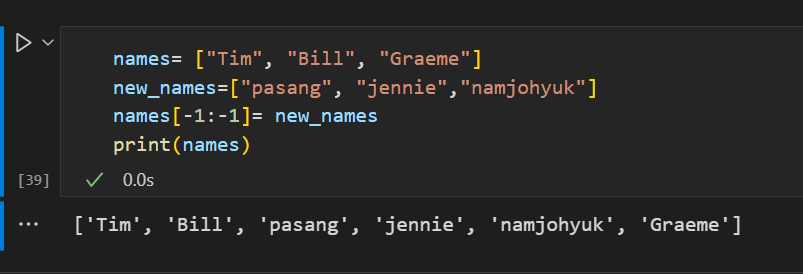 names= ["Tim", "Bill", "Graeme"]
new_names=["pasang", "jennie","namjohyuk"]
names[-1:-1]= new_names
print(names)
[39]
0.0s
['Tim', 'Bill', 'pasang', 'jennie', 'namjohyuk', 'Graeme']